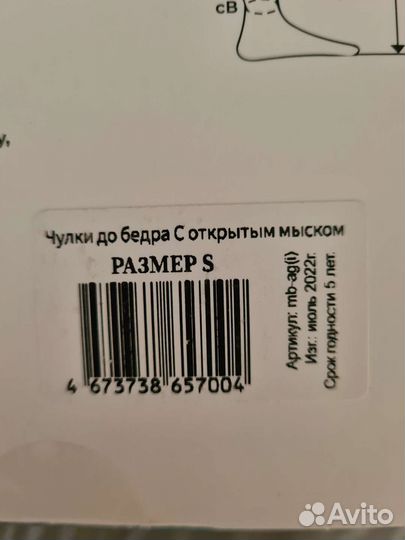 cB
у,
Чулки до бедра С открытым мыском
РАЗМЕР S
4 673738 657004
Артикул: mb-ag(i)
Изг.: июль 2022г.
Срок годности 5 лет.
Avito